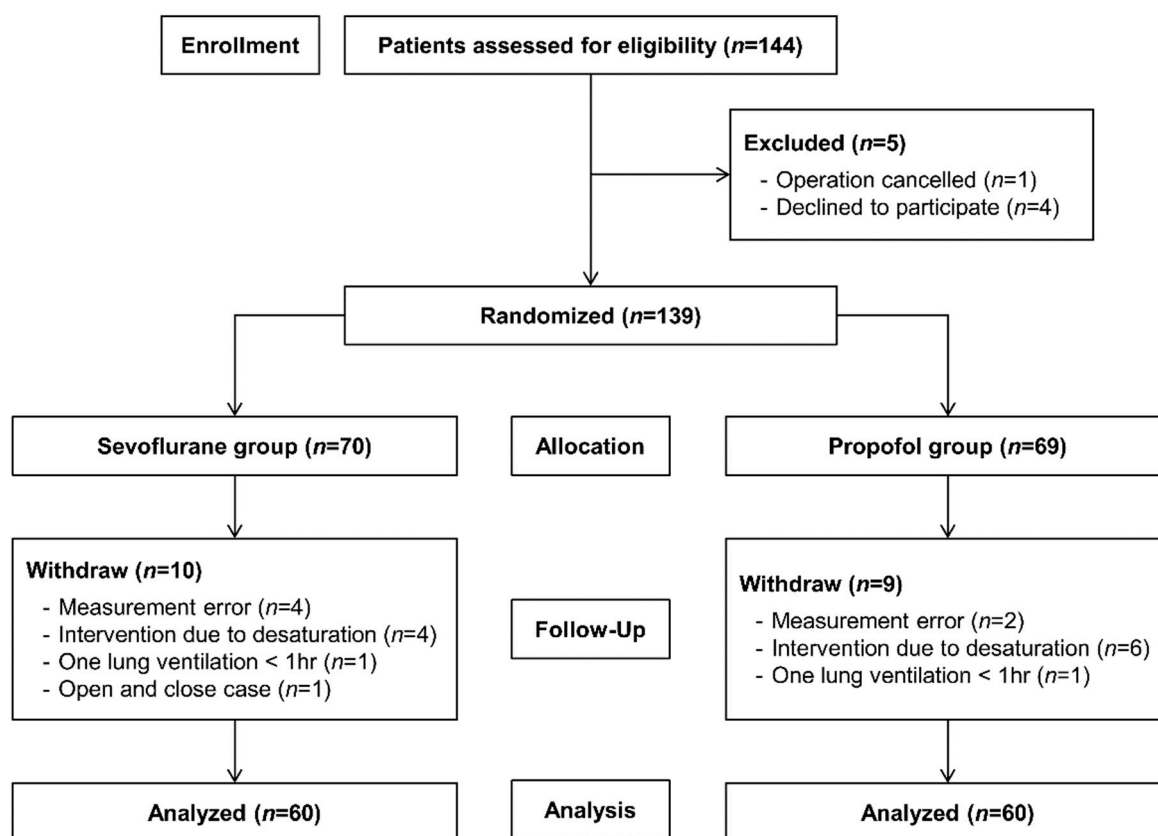 Enrollment
Patients assessed for eligibility (n=144)
Excluded (n=5)
- Operation cancelled (n=1)
- Declined to participate (n=4)
Randomized (n=139)
Sevoflurane group (n=70)
Allocation
Propofol group (n=69)
Withdraw (n=10)
- Measurement error (n=4)
- Intervention due to desaturation (n=4)
- One lung ventilation < 1hr (n=1)
- Open and close case (n=1)
Follow-Up
Withdraw (n=9)
- Measurement error (n=2)
- Intervention due to desaturation (n=6)
- One lung ventilation < 1hr (n=1)
Analyzed (n=60)
Analysis
Analyzed (n=60)